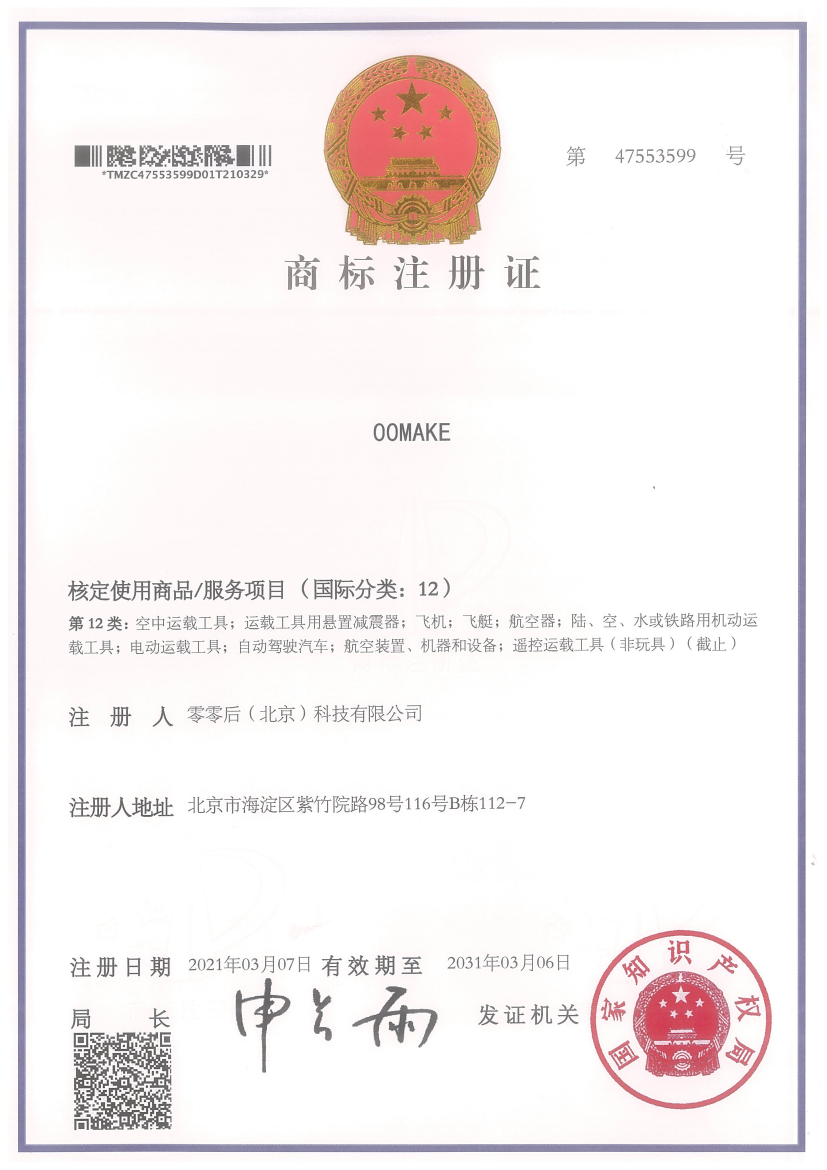 *TMZC47553599D01T210329*
第 47553599 号
商标注册证
OOMAKE
核定使用商品/服务项目（国际分类：12）
第12类：空中运载工具；运载工具用悬置减震器；飞机；飞艇；航空器；陆、空、水或铁路用机动运
载工具；电动运载工具；自动驾驶汽车；航空装置、机器和设备；遥控运载工具（非玩具）（截止）
注册人 零零后（北京）科技有限公司
注册人地址 北京市海淀区紫竹院路98号116号B栋112-7
注册日期 2021年03月07日 有效期至 2031年03月06日
局长 申长雨 发证机关
国家知识产权局